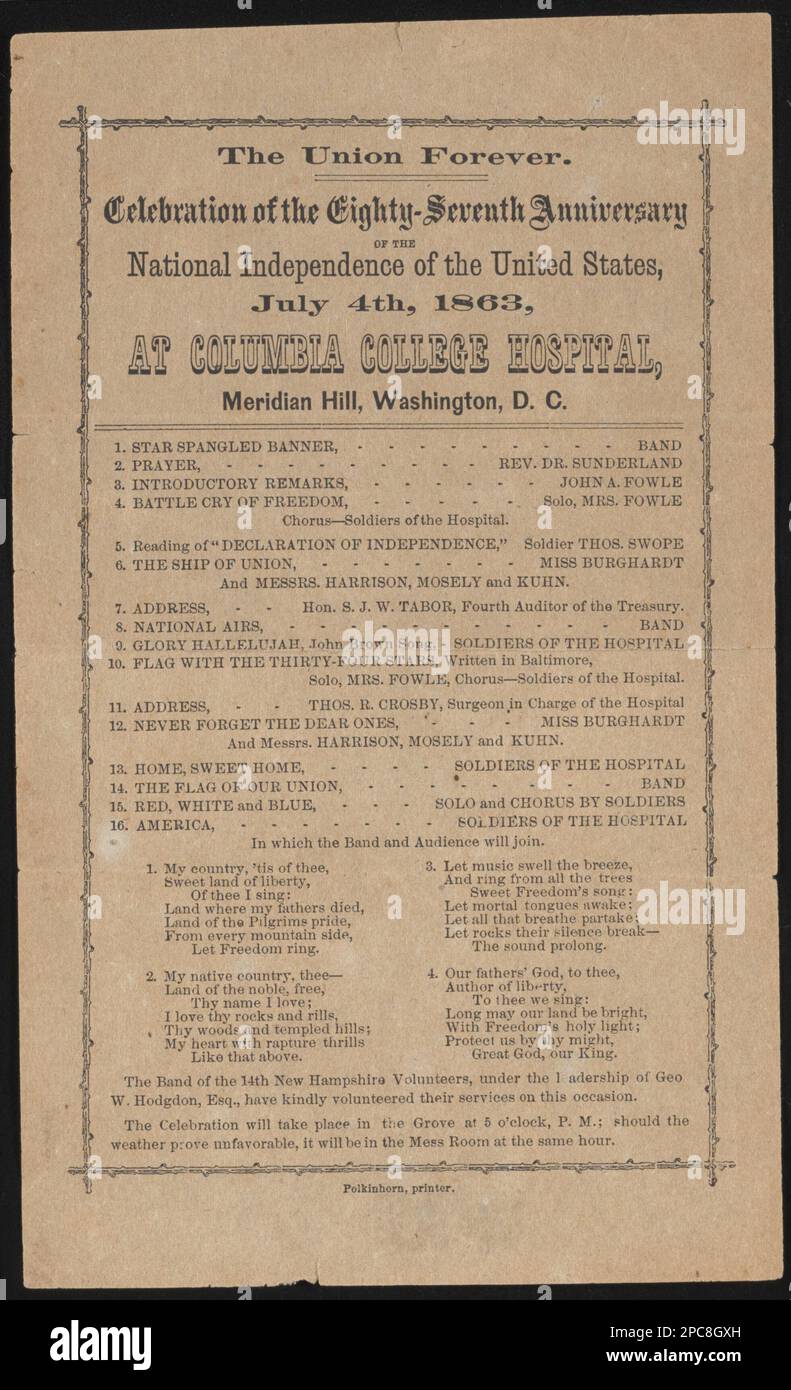 The Union Forever.
Celebration of the Eighty-Seventh Anniversary
OF THE
National Independence of the United States,
July 4th, 1863,
AT COLUMBIA COLLEGE HOSPITAL,
Meridian Hill, Washington, D. C.
1. STAR SPANGLED BANNER, - - - - - - - - - BAND
2. PRAYER, - - - - - - - - - REV. DR. SUNDERLAND
3. INTRODUCTORY REMARKS, - - - - - - JOHN A. FOWLE
4. BATTLE CRY OF FREEDOM, - - - - - Solo, MRS. FOWLE
Chorus—Soldiers of the Hospital.
5. Reading of "DECLARATION OF INDEPENDENCE," Soldier THOS. SWOPE
6. THE SHIP OF UNION, - - - - - - - MISS BURGHARDT
And MESSRS. HARRISON, MOSELY and KUHN.
7. ADDRESS, - - Hon. S. J. W. TABOR, Fourth Auditor of the Treasury.
8. NATIONAL AIRS, - - - - - - - - - - - - BAND
9. GLORY HALLELUJAH, John Brown Song, - SOLDIERS OF THE HOSPITAL
10. FLAG WITH THE THIRTY-FOUR STARS, Written in Baltimore,
Solo, MRS. FOWLE, Chorus—Soldiers of the Hospital.
11. ADDRESS, - - THOS. R. CROSBY, Surgeon in Charge of the Hospital
12. NEVER FORGET THE DEAR ONES, - - - - MISS BURGHARDT
And Messrs. HARRISON, MOSELY and KUHN.
13. HOME, SWEET HOME, - - - - SOLDIERS OF THE HOSPITAL
14. THE FLAG OF OUR UNION, - - - - - - - - - BAND
15. RED, WHITE and BLUE, - - - SOLO and CHORUS BY SOLDIERS
16. AMERICA, - - - - - - - SOLDIERS OF THE HOSPITAL
In which the Band and Audience will join.
1. My country, 'tis of thee,
Sweet land of liberty,
Of thee I sing:
Land where my fathers died,
Land of the Pilgrims pride,
From every mountain side,
Let Freedom ring.
2. My native country, thee—
Land of the noble, free,
Thy name I love;
I love thy rocks and rills,
Thy woods and templed hills;
My heart with rapture thrills
Like that above.
3. Let music swell the breeze,
And ring from all the trees
Sweet Freedom's song:
Let mortal tongues awake;
Let all that breathe partake;
Let rocks their silence break—
The sound prolong.
4. Our fathers' God, to thee,
Author of liberty,
To thee we sing:
Long may our land be bright,
With Freedom's holy light;
Protect us by thy might,
Great God, our King.
The Band of the 14th New Hampshire Volunteers, under the l adership of Geo
W. Hodgdon, Esq., have kindly volunteered their services on this occasion.
The Celebration will take place in the Grove at 5 o'clock, P. M.; should the
weather prove unfavorable, it will be in the Mess Room at the same hour.
Polkinhorn, printer.
alamy
alamy
alamy
alamy
Image ID: 2PC8GXH
www.alamy.com